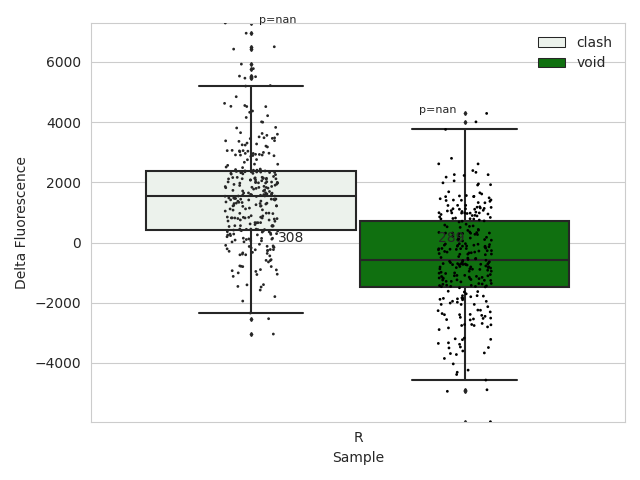 p=nan
clash
void
6000
4000
2000
0
−2000
−4000
p=nan
308
Delta Fluorescence
R
Sample